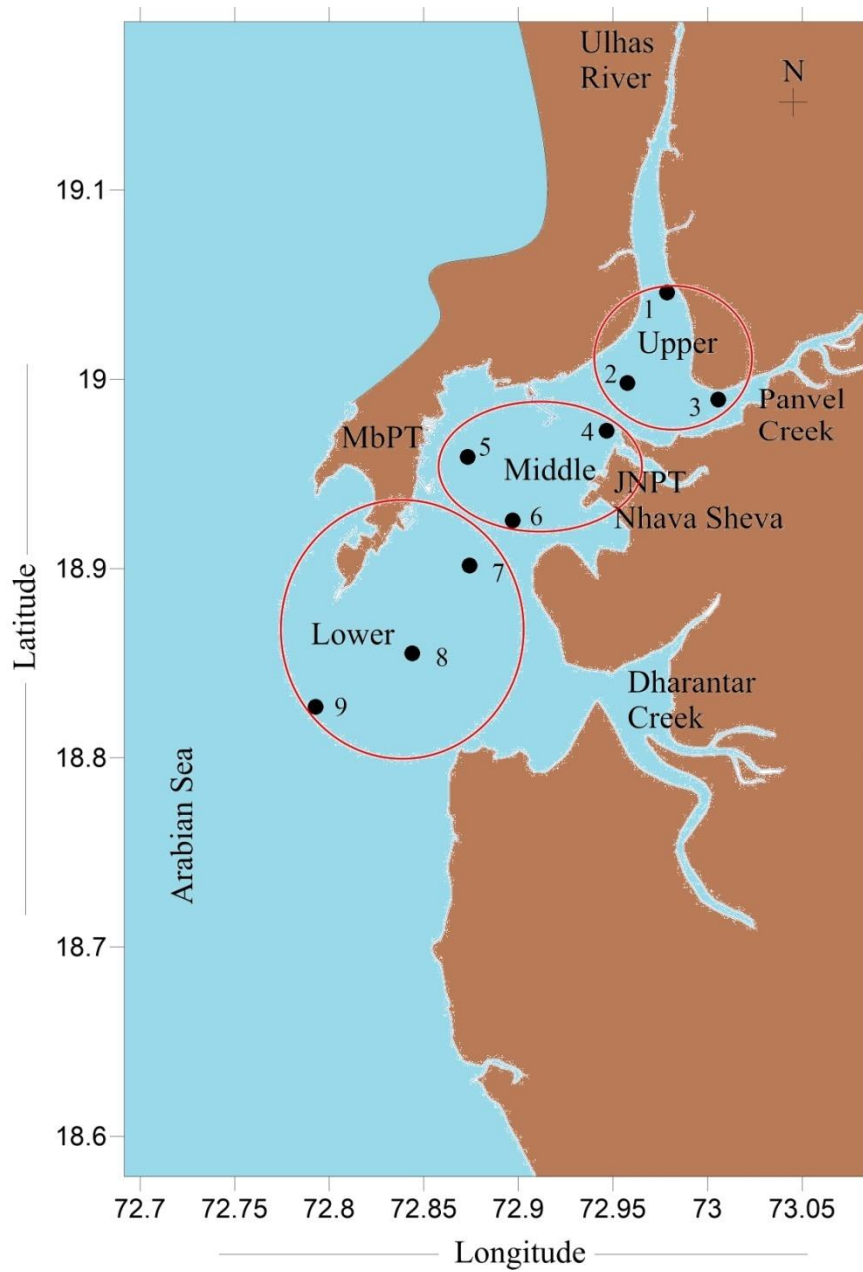 Ulhas
River
N
19.1
1
Upper
19
2
3
Panvel
Creek
MbPT
5
4
Middle
JNPT
Nhava Sheva
6
18.9
7
Lower
8
Dharantar
Creek
9
18.8
Latitude
Arabian Sea
18.7
18.6
72.7 72.75 72.8 72.85 72.9 72.95 73 73.05
Longitude